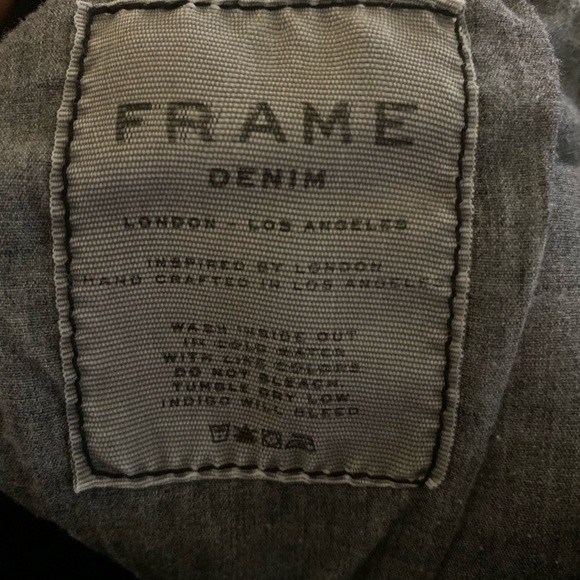 FRAME
DENIM
LONDON - LOS ANGELES
INSPIRED BY LONDON
HAND CRAFTED IN LOS ANGELES
WASH INSIDE OUT
IN COLD WATER
WITH LIKE COLORS
DO NOT BLEACH.
TUMBLE DRY LOW.
INDIGO WILL BLEED